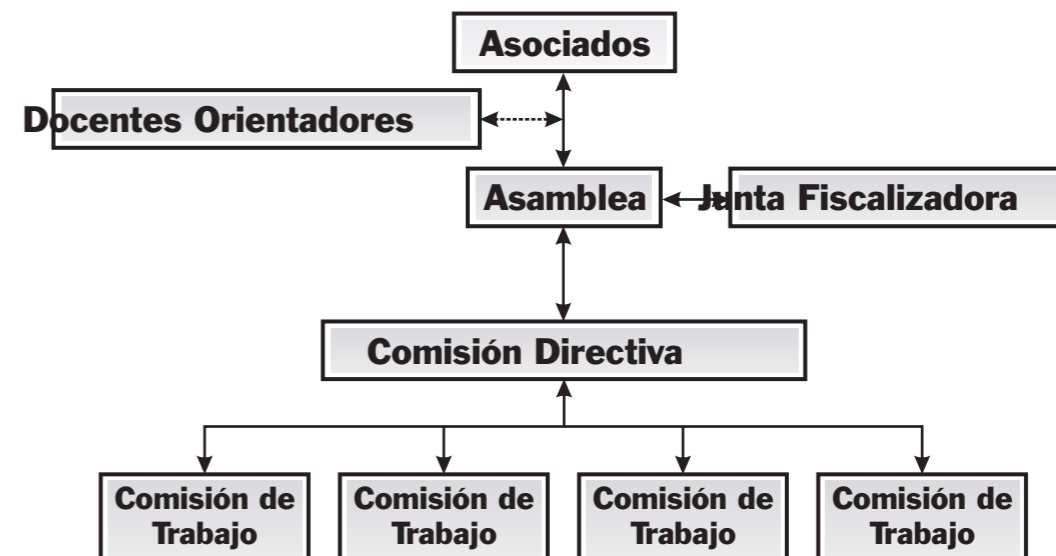 Asociados
Docentes Orientadores
Asamblea
Junta Fiscalizadora
Comisión Directiva
Comisión de
Trabajo
Comisión de
Trabajo
Comisión de
Trabajo
Comisión de
Trabajo